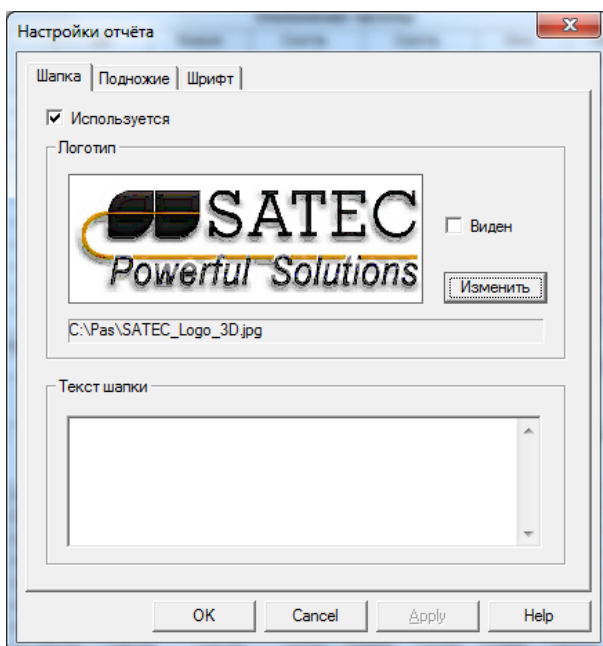 Настройки отчёта
Шапка Подножие Шрифт
Используется
Логотип
SATEC
Powerful Solutions
Виден
Изменить
C:\Pas\SATEC_Logo_3D.jpg
Текст шапки
OK Cancel Apply Help